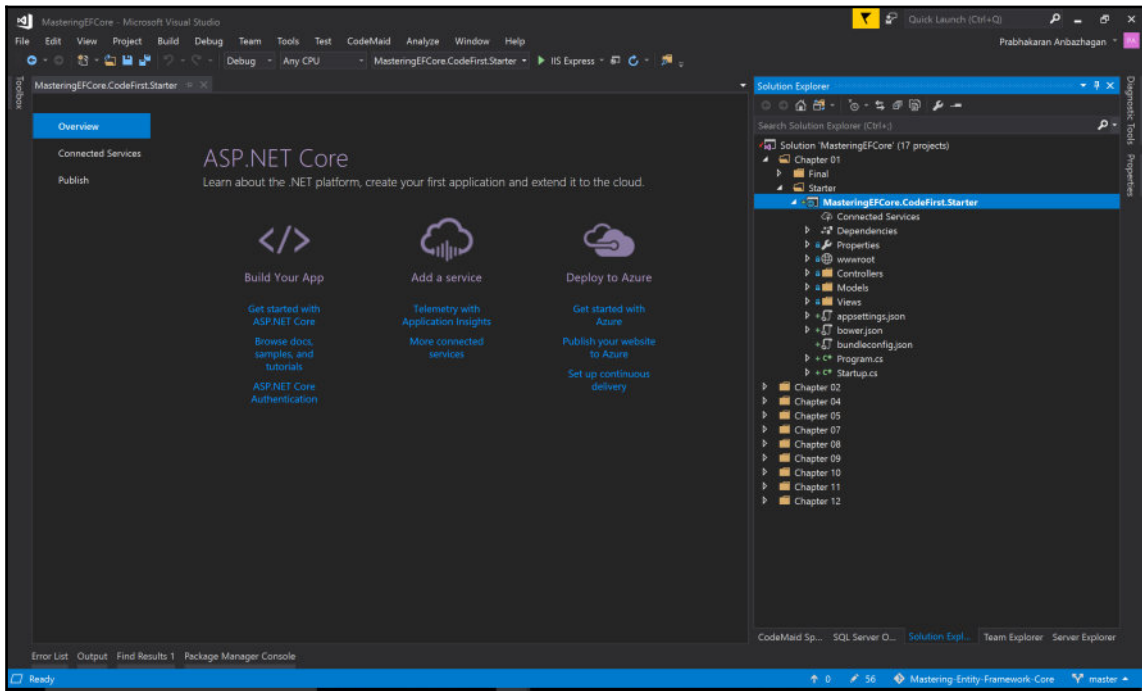 MasteringEFCore - Microsoft Visual Studio
Quick Launch (Ctrl+Q)
File Edit View Project Build Debug Team Tools Test CodeMaid Analyze Window Help
Prabhakaran Anbazhagan
Debug Any CPU MasteringEFCore.CodeFirst.Starter IIS Express
Toolbox
MasteringEFCore.CodeFirst.Starter
Overview
Connected Services
Publish
ASP.NET Core
Learn about the .NET platform, create your first application and extend it to the cloud.
Build Your App
Get started with
ASP.NET Core
Browse docs,
samples, and
tutorials
ASP.NET Core
Authentication
Add a service
Telemetry with
Application Insights
More connected
services
Deploy to Azure
Get started with
Azure
Publish your website
to Azure
Set up continuous
delivery
Solution Explorer
Search Solution Explorer (Ctrl+;)
Solution 'MasteringEFCore' (17 projects)
Chapter 01
Final
Starter
MasteringEFCore.CodeFirst.Starter
Connected Services
Dependencies
Properties
wwwroot
Controllers
Models
Views
appsettings.json
bower.json
bundleconfig.json
C# Program.cs
C# Startup.cs
Chapter 02
Chapter 04
Chapter 05
Chapter 07
Chapter 08
Chapter 09
Chapter 10
Chapter 11
Chapter 12
CodeMaid Sp... SQL Server O... Solution Expl... Team Explorer Server Explorer
Diagnostic Tools
Properties
Error List Output Find Results 1 Package Manager Console
Ready
0 56 Mastering-Entity-Framework-Core master